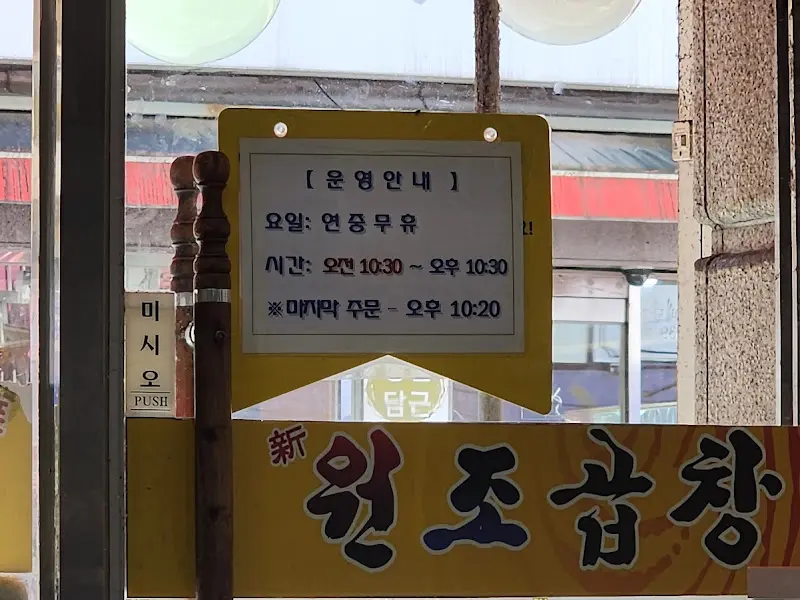 【 운 영 안 내 】
요일: 연 중 무 휴
시간: 오전 10:30 ~ 오후 10:30
※마지막 주문 - 오후 10:20
미시오
PUSH
담근
新 원조곱창